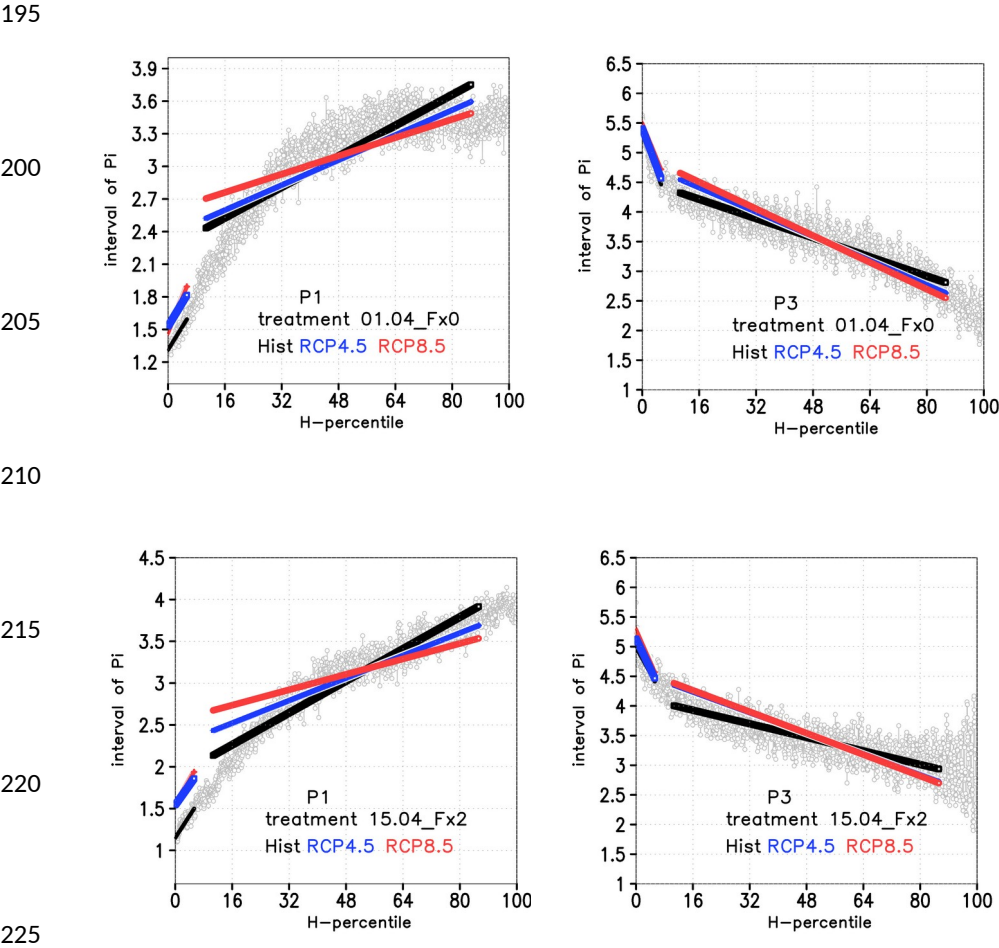 195
200
205
210
215
220
225
interval of Pi
3.9
3.6
3.3
3
2.7
2.4
2.1
1.8
1.5
1.2
P1
treatment 01.04_Fx0
Hist RCP4.5 RCP8.5
0 16 32 48 64 80 100
H-percentile
interval of Pi
6.5
6
5.5
5
4.5
4
3.5
3
2.5
2
1.5
1
P3
treatment 01.04_Fx0
Hist RCP4.5 RCP8.5
0 16 32 48 64 80 100
H-percentile
interval of Pi
4.5
4
3.5
3
2.5
2
1.5
1
P1
treatment 15.04_Fx2
Hist RCP4.5 RCP8.5
0 16 32 48 64 80 100
H-percentile
interval of Pi
6.5
6
5.5
5
4.5
4
3.5
3
2.5
2
1.5
1
P3
treatment 15.04_Fx2
Hist RCP4.5 RCP8.5
0 16 32 48 64 80 100
H-percentile